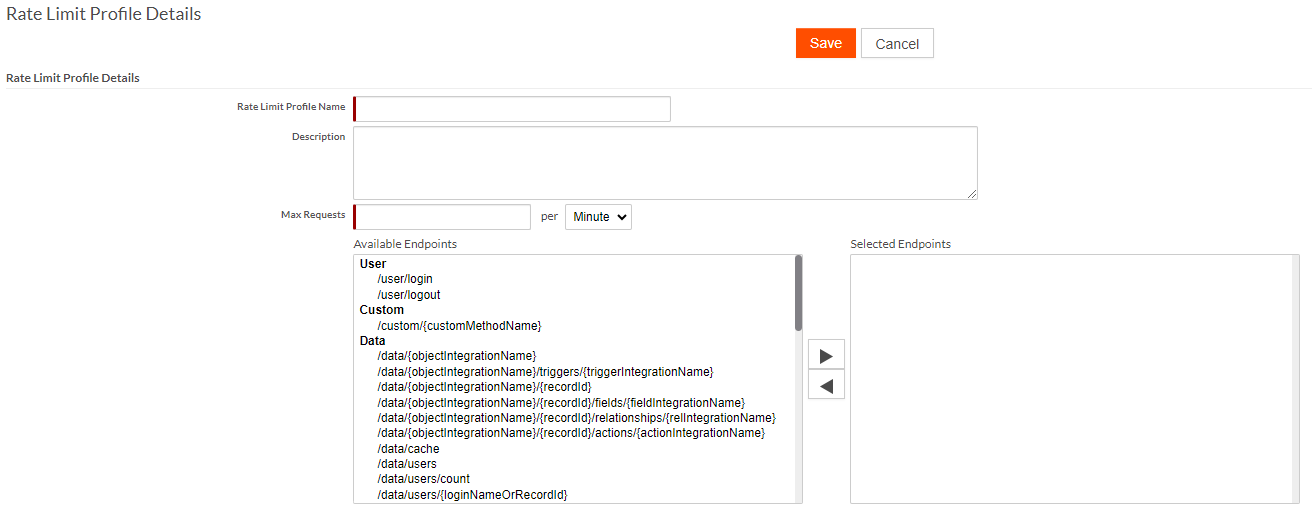 Rate Limit Profile Details
Save Cancel
Rate Limit Profile Details
Rate Limit Profile Name
Description
Max Requests per Minute
Available Endpoints Selected Endpoints
User
/user/login
/user/logout
Custom
/custom/{customMethodName}
Data
/data/{objectIntegrationName}
/data/{objectIntegrationName}/triggers/{triggerIntegrationName}
/data/{objectIntegrationName}/{recordId}
/data/{objectIntegrationName}/{recordId}/fields/{fieldIntegrationName}
/data/{objectIntegrationName}/{recordId}/relationships/{relIntegrationName}
/data/{objectIntegrationName}/{recordId}/actions/{actionIntegrationName}
/data/cache
/data/users
/data/users/count
/data/users/{loginNameOrRecordId}